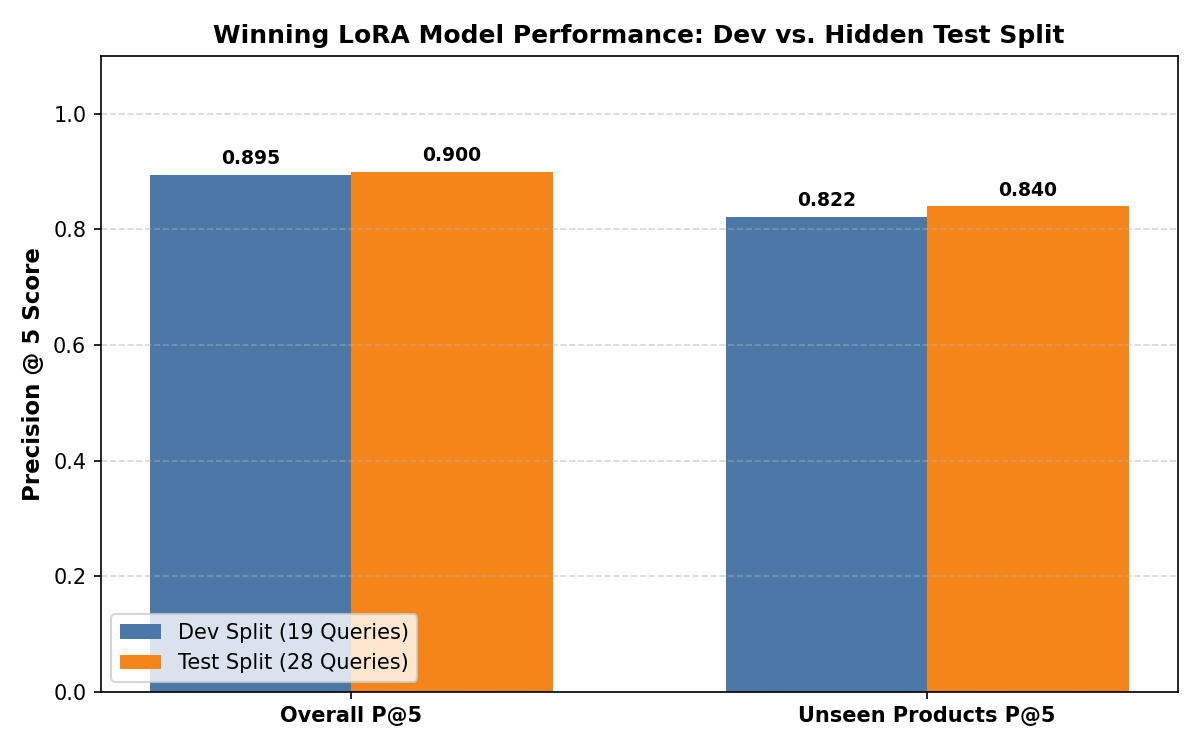 Winning LoRA Model Performance: Dev vs. Hidden Test Split
Precision @ 5 Score
1.0
0.8
0.6
0.4
0.2
0.0
0.895
0.900
0.822
0.840
Dev Split (19 Queries)
Test Split (28 Queries)
Overall P@5
Unseen Products P@5